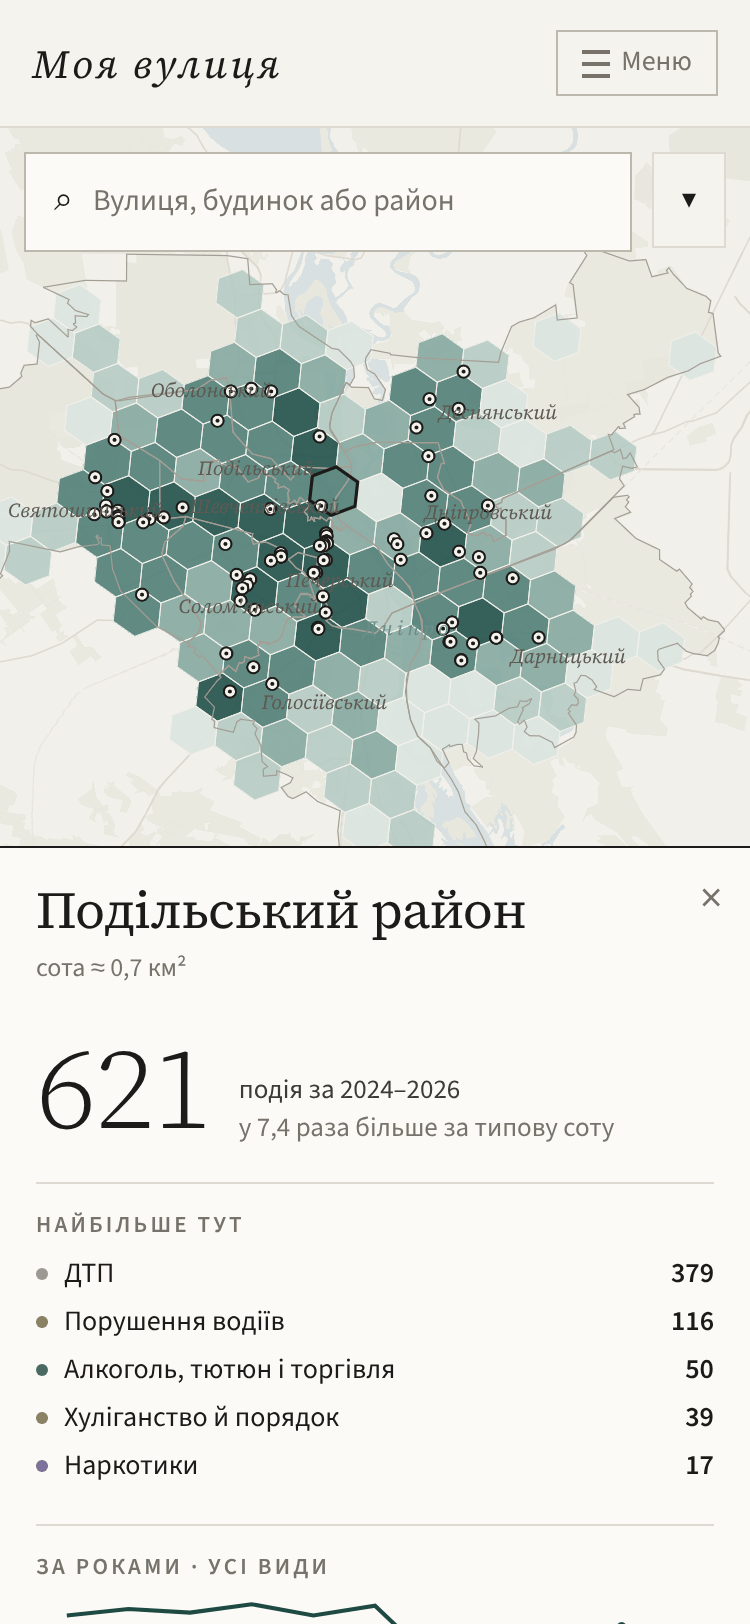 Моя вулиця
Меню
Вулиця, будинок або район
Оболонський
Деснянський
Подільський
Святошинський
Шевченківський
Дніпровський
Печерський
Солом'янський
Дніпро
Дарницький
Голосіївський
Подільський район
сота ≈ 0,7 км²
621
подія за 2024–2026
у 7,4 раза більше за типову соту
НАЙБІЛЬШЕ ТУТ
ДТП 379
Порушення водіїв 116
Алкоголь, тютюн і торгівля 50
Хуліганство й порядок 39
Наркотики 17
ЗА РОКАМИ · УСІ ВИДИ